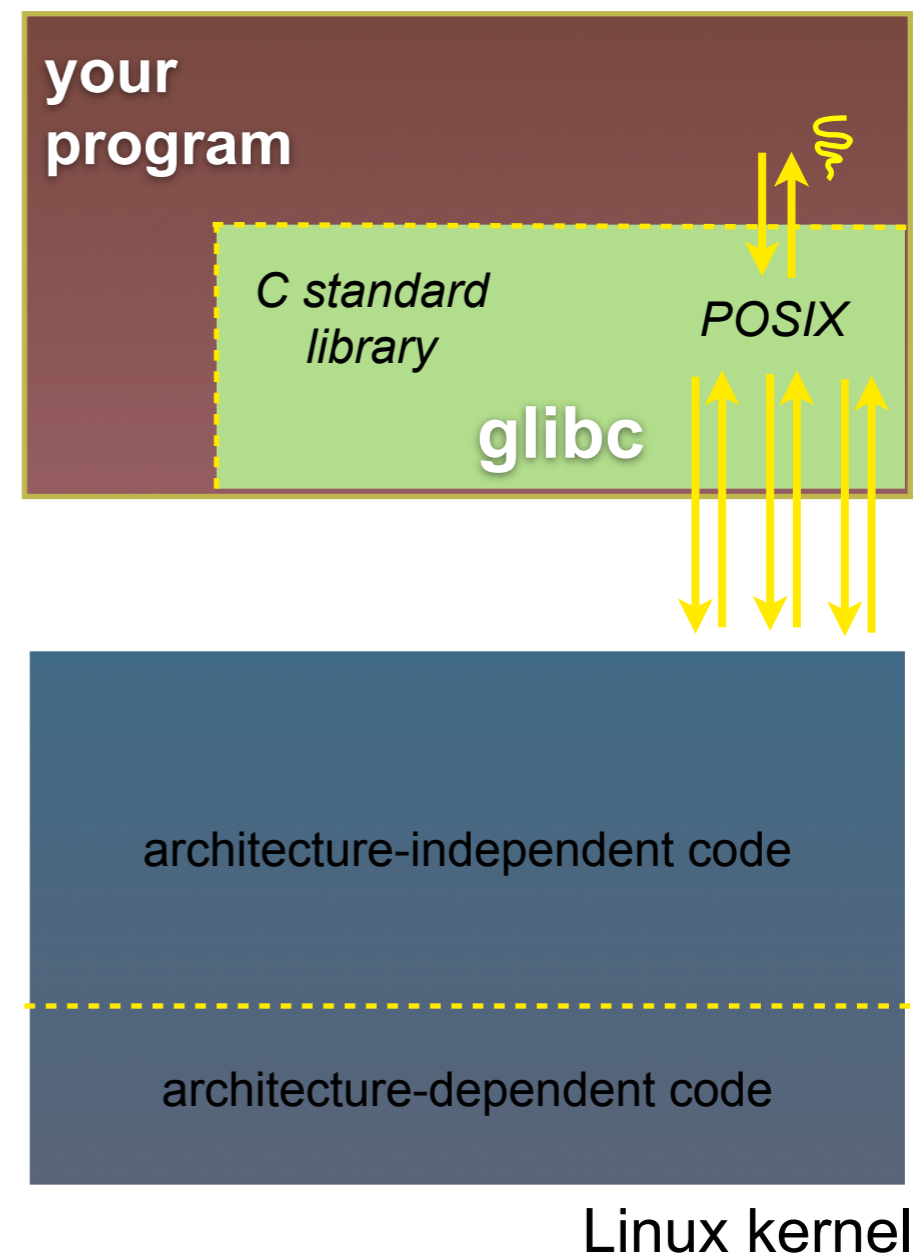 your
program
C standard
library
POSIX
glibc
architecture-independent code
architecture-dependent code
Linux kernel